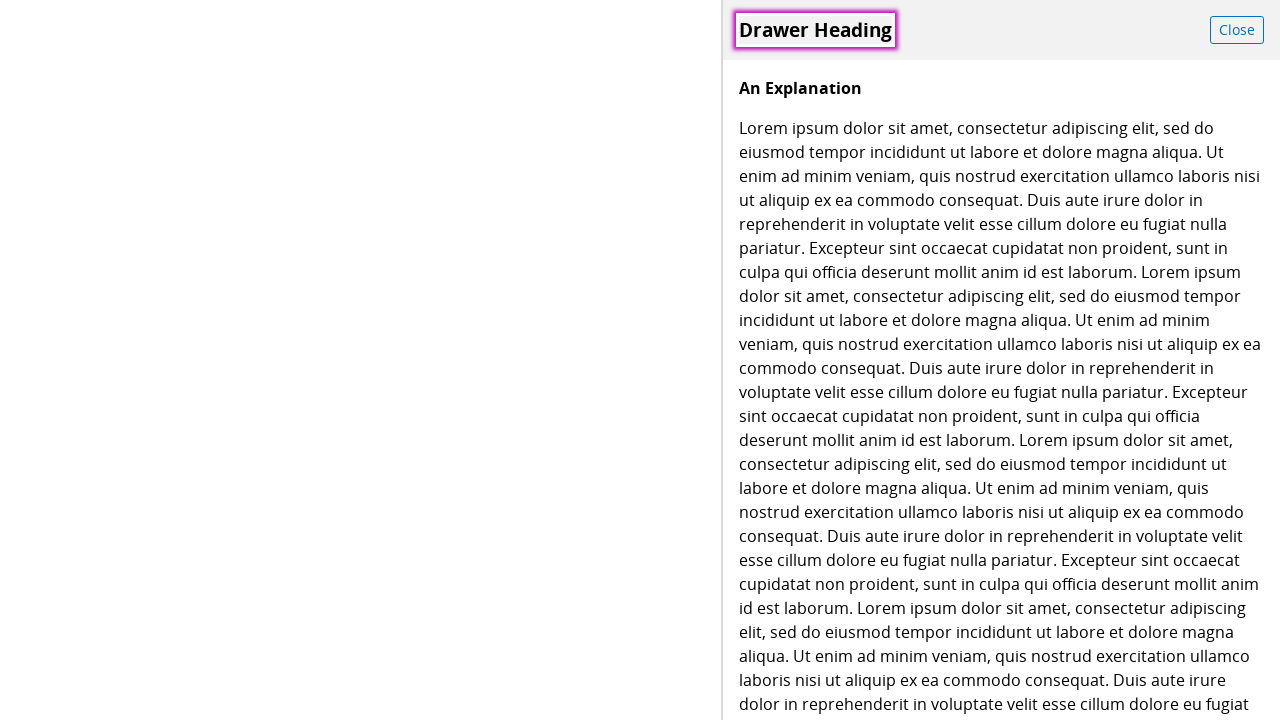 Drawer Heading
Close
An Explanation
Lorem ipsum dolor sit amet, consectetur adipiscing elit, sed do
eiusmod tempor incididunt ut labore et dolore magna aliqua. Ut
enim ad minim veniam, quis nostrud exercitation ullamco laboris nisi
ut aliquip ex ea commodo consequat. Duis aute irure dolor in
reprehenderit in voluptate velit esse cillum dolore eu fugiat nulla
pariatur. Excepteur sint occaecat cupidatat non proident, sunt in
culpa qui officia deserunt mollit anim id est laborum. Lorem ipsum
dolor sit amet, consectetur adipiscing elit, sed do eiusmod tempor
incididunt ut labore et dolore magna aliqua. Ut enim ad minim
veniam, quis nostrud exercitation ullamco laboris nisi ut aliquip ex ea
commodo consequat. Duis aute irure dolor in reprehenderit in
voluptate velit esse cillum dolore eu fugiat nulla pariatur. Excepteur
sint occaecat cupidatat non proident, sunt in culpa qui officia
deserunt mollit anim id est laborum. Lorem ipsum dolor sit amet,
consectetur adipiscing elit, sed do eiusmod tempor incididunt ut
labore et dolore magna aliqua. Ut enim ad minim veniam, quis
nostrud exercitation ullamco laboris nisi ut aliquip ex ea commodo
consequat. Duis aute irure dolor in reprehenderit in voluptate velit
esse cillum dolore eu fugiat nulla pariatur. Excepteur sint occaecat
cupidatat non proident, sunt in culpa qui officia deserunt mollit anim
id est laborum. Lorem ipsum dolor sit amet, consectetur adipiscing
elit, sed do eiusmod tempor incididunt ut labore et dolore magna
aliqua. Ut enim ad minim veniam, quis nostrud exercitation ullamco
laboris nisi ut aliquip ex ea commodo consequat. Duis aute irure
dolor in reprehenderit in voluptate velit esse cillum dolore eu fugiat